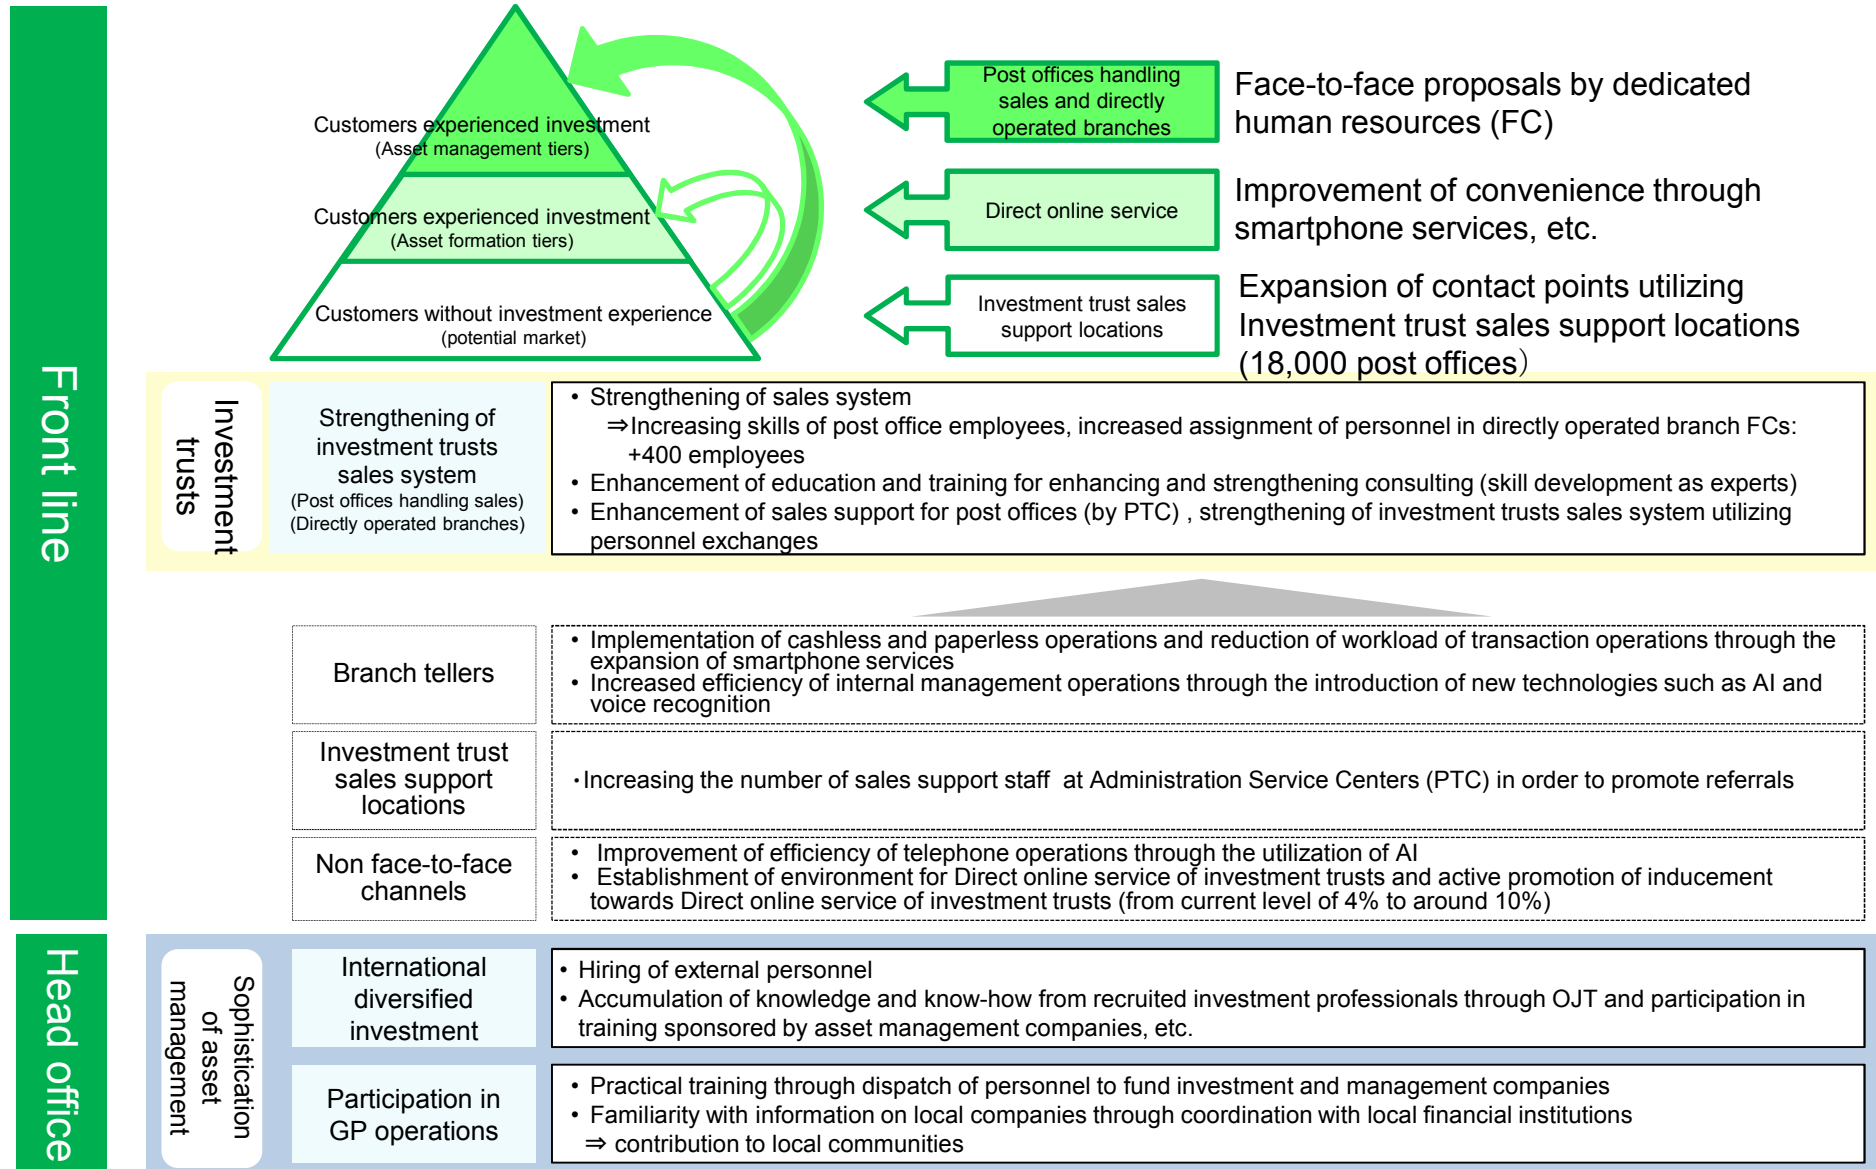 Front line
Customers experienced investment
(Asset management tiers)
Customers experienced investment
(Asset formation tiers)
Customers without investment experience
(potential market)
Post offices handling
sales and directly
operated branches
Face-to-face proposals by dedicated
human resources (FC)
Direct online service
Improvement of convenience through
smartphone services, etc.
Investment trust sales
support locations
Expansion of contact points utilizing
Investment trust sales support locations
(18,000 post offices）
Investment
trusts
Strengthening of
investment trusts
sales system
(Post offices handling sales)
(Directly operated branches)
• Strengthening of sales system
⇒Increasing skills of post office employees, increased assignment of personnel in directly operated branch FCs:
+400 employees
• Enhancement of education and training for enhancing and strengthening consulting (skill development as experts)
• Enhancement of sales support for post offices (by PTC) , strengthening of investment trusts sales system utilizing
personnel exchanges
Branch tellers
• Implementation of cashless and paperless operations and reduction of workload of transaction operations through the
expansion of smartphone services
• Increased efficiency of internal management operations through the introduction of new technologies such as AI and
voice recognition
Investment trust
sales support
locations
・Increasing the number of sales support staff at Administration Service Centers (PTC) in order to promote referrals
Non face-to-face
channels
• Improvement of efficiency of telephone operations through the utilization of AI
• Establishment of environment for Direct online service of investment trusts and active promotion of inducement
towards Direct online service of investment trusts (from current level of 4% to around 10%)
Head office
Sophistication
of asset
management
International
diversified
investment
• Hiring of external personnel
• Accumulation of knowledge and know-how from recruited investment professionals through OJT and participation in
training sponsored by asset management companies, etc.
Participation in
GP operations
• Practical training through dispatch of personnel to fund investment and management companies
• Familiarity with information on local companies through coordination with local financial institutions
⇒ contribution to local communities